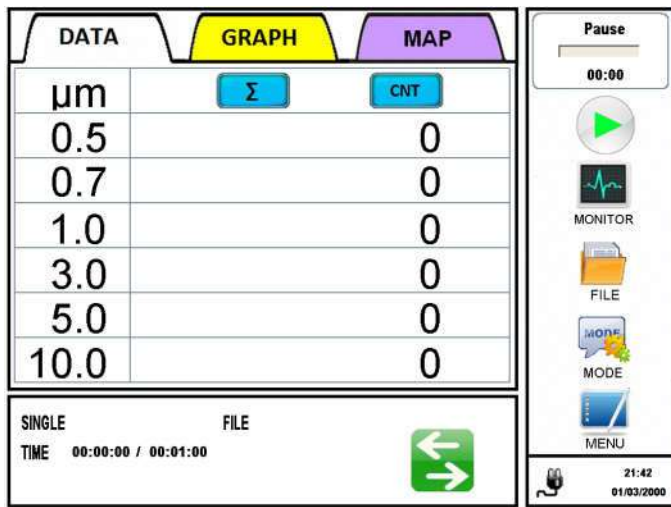 DATA GRAPH MAP
µm Σ CNT
0.5 0
0.7 0
1.0 0
3.0 0
5.0 0
10.0 0
SINGLE FILE
TIME 00:00:00 / 00:01:00
Pause
00:00
MONITOR
FILE
MODE
MODE
MENU
21:42
01/03/2000